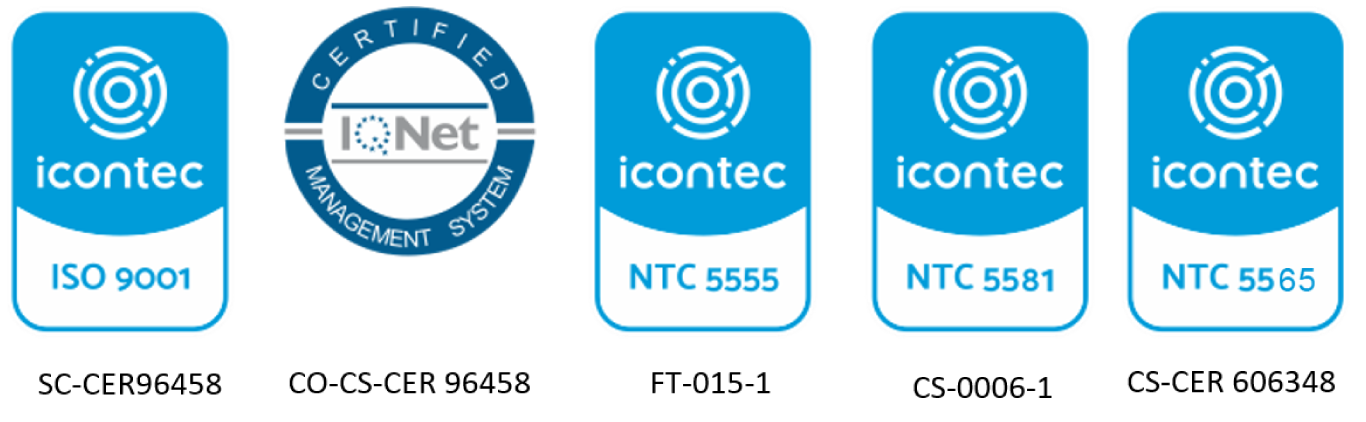 icontec
ISO 9001
SC-CER96458
CERTIFIED
IQNet
MANAGEMENT SYSTEM
CO-CS-CER 96458
icontec
NTC 5555
FT-015-1
icontec
NTC 5581
CS-0006-1
icontec
NTC 5565
CS-CER 606348